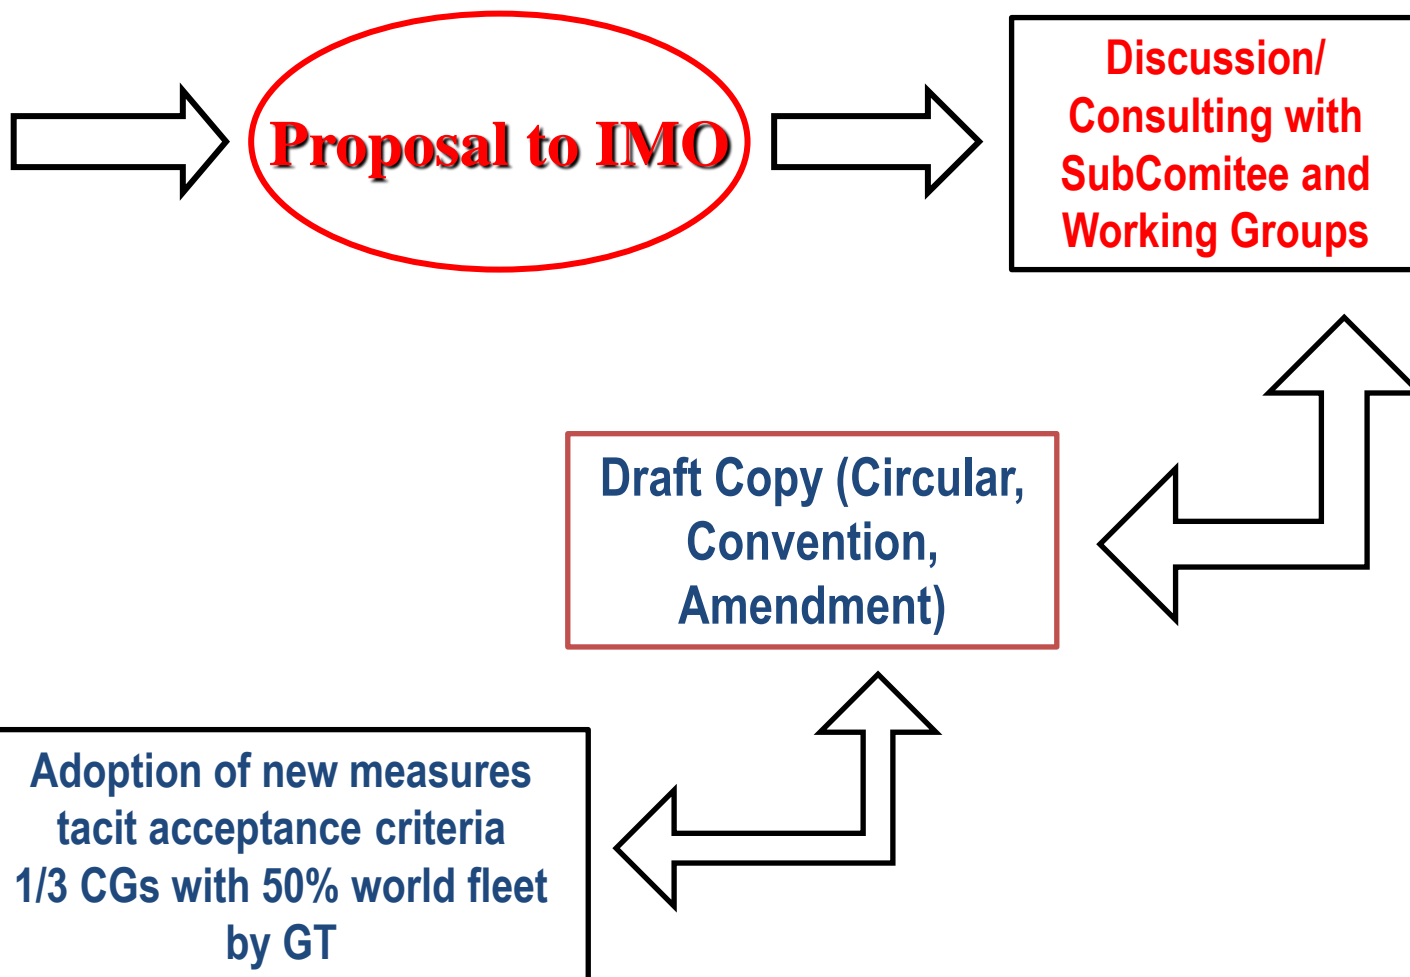 Proposal to IMO
Discussion/
Consulting with
SubComitee and
Working Groups
Draft Copy (Circular,
Convention,
Amendment)
Adoption of new measures
tacit acceptance criteria
1/3 CGs with 50% world fleet
by GT